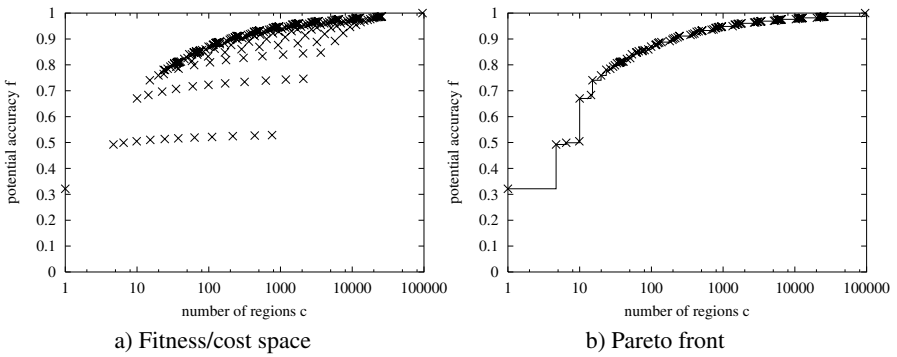 1
0.9
0.8
0.7
0.6
0.5
0.4
0.3
0.2
0.1
0
potential accuracy f
1 10 100 1000 10000 100000
number of regions c
a) Fitness/cost space
1
0.9
0.8
0.7
0.6
0.5
0.4
0.3
0.2
0.1
0
potential accuracy f
1 10 100 1000 10000 100000
number of regions c
b) Pareto front